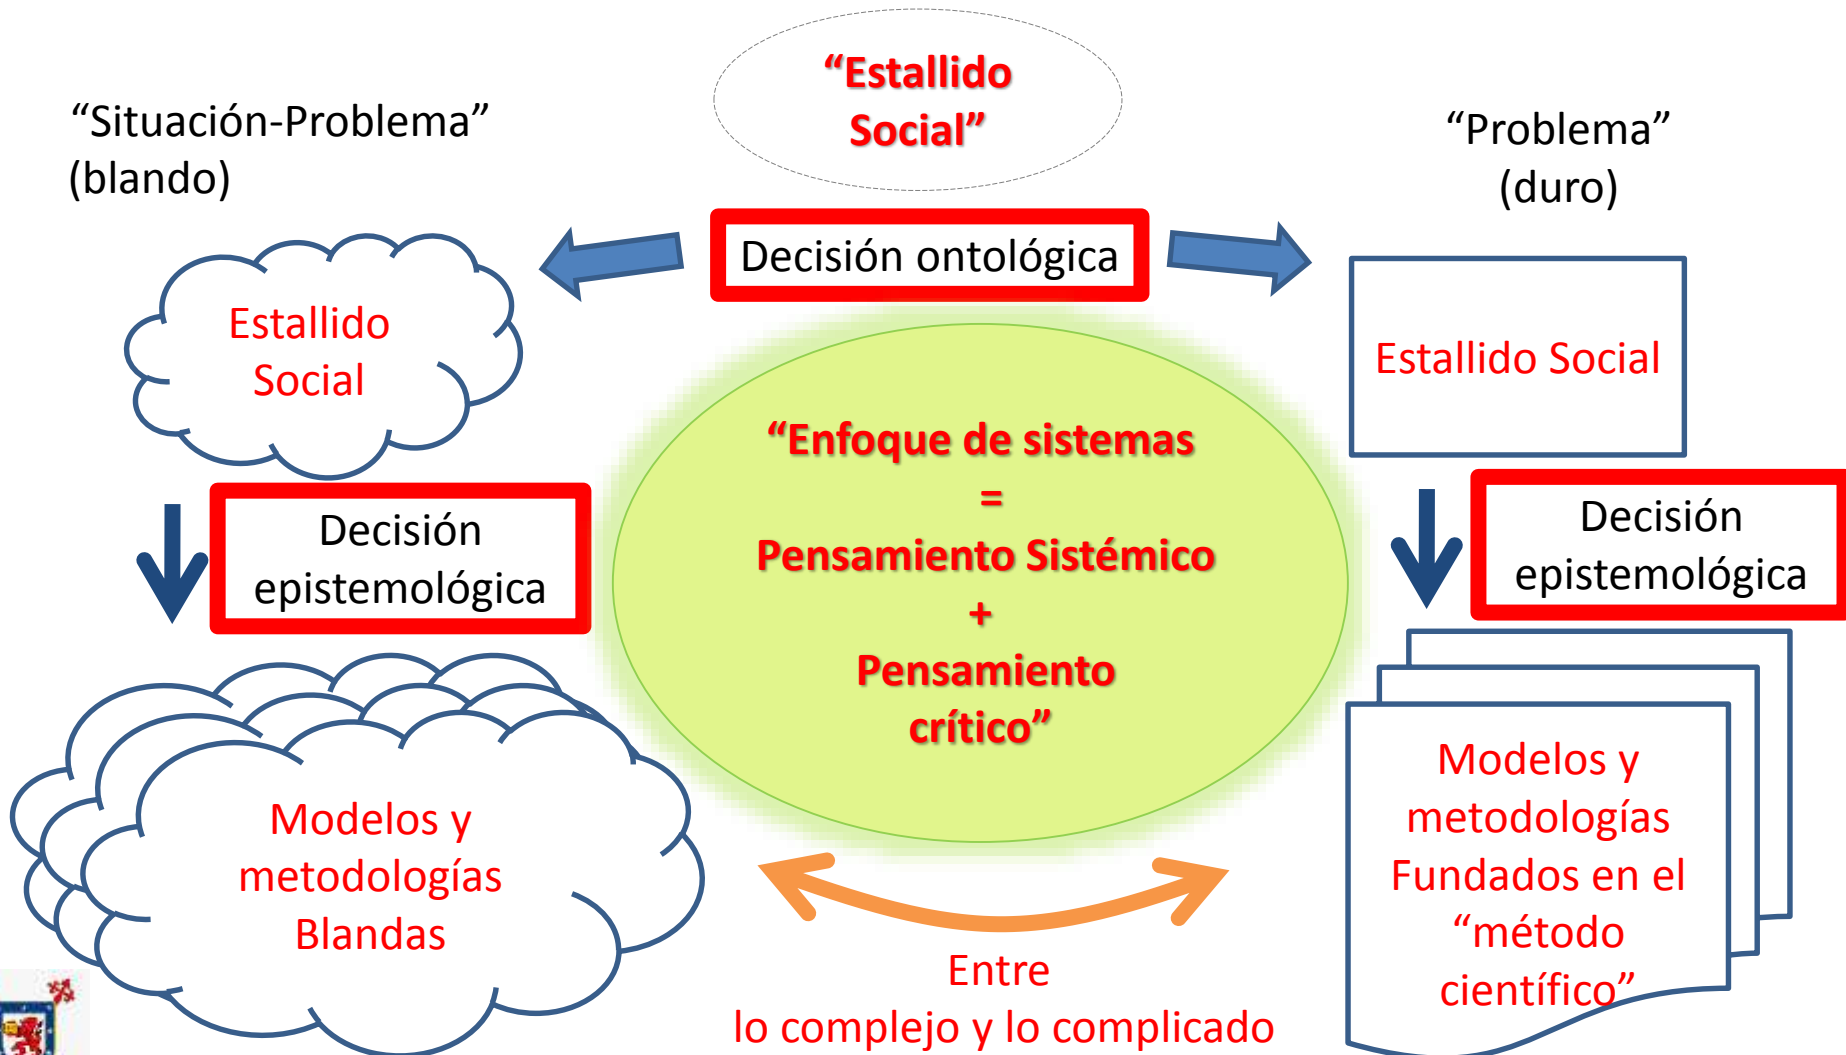 “Estallido
Social”
“Situación-Problema”
(blando)
“Problema”
(duro)
Decisión ontológica
Estallido
Social
Estallido Social
“Enfoque de sistemas
=
Pensamiento Sistémico
+
Pensamiento
crítico”
Decisión
epistemológica
Decisión
epistemológica
Modelos y
metodologías
Blandas
Modelos y
metodologías
Fundados en el
“método
científico”
Entre
lo complejo y lo complicado